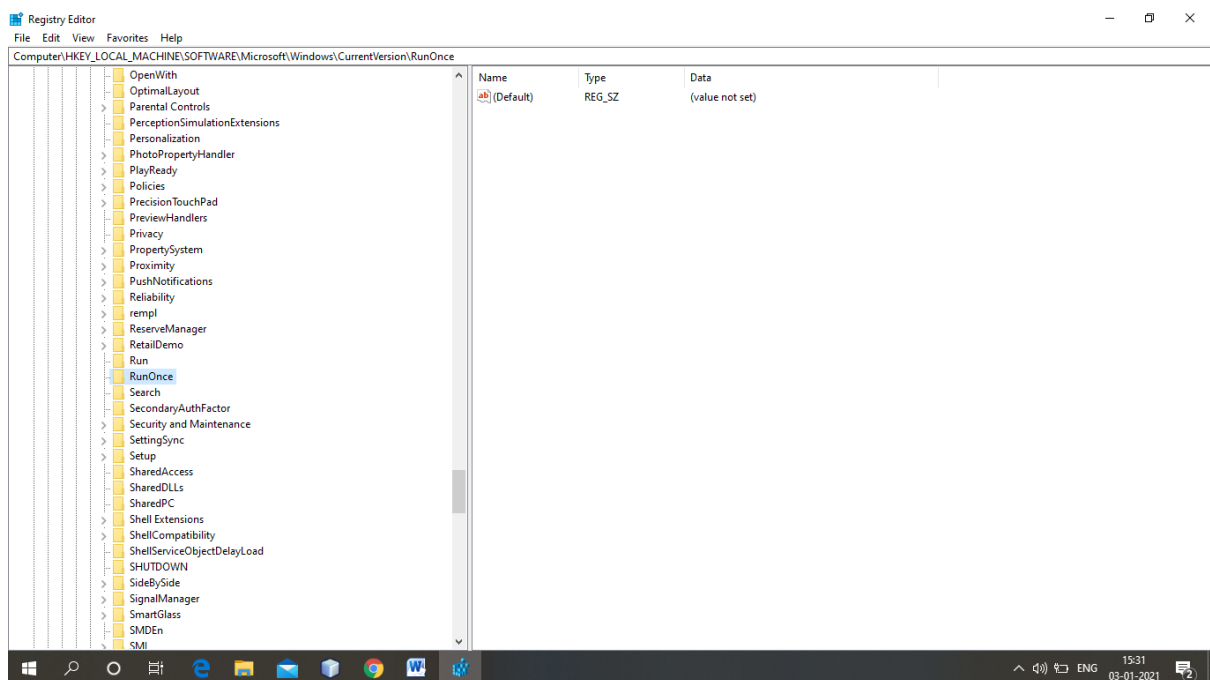 Registry Editor
File Edit View Favorites Help
Computer\HKEY_LOCAL_MACHINE\SOFTWARE\Microsoft\Windows\CurrentVersion\RunOnce
OpenWith
OptimalLayout
Parental Controls
PerceptionSimulationExtensions
Personalization
PhotoPropertyHandler
PlayReady
Policies
PrecisionTouchPad
PreviewHandlers
Privacy
PropertySystem
Proximity
PushNotifications
Reliability
rempl
ReserveManager
RetailDemo
Run
RunOnce
Search
SecondaryAuthFactor
Security and Maintenance
SettingSync
Setup
SharedAccess
SharedDLLs
SharedPC
Shell Extensions
ShellCompatibility
ShellServiceObjectDelayLoad
SHUTDOWN
SideBySide
SignalManager
SmartGlass
SMDEn
SMI
Name Type Data
ab (Default) REG_SZ (value not set)
W
ENG
15:31
03-01-2021
2